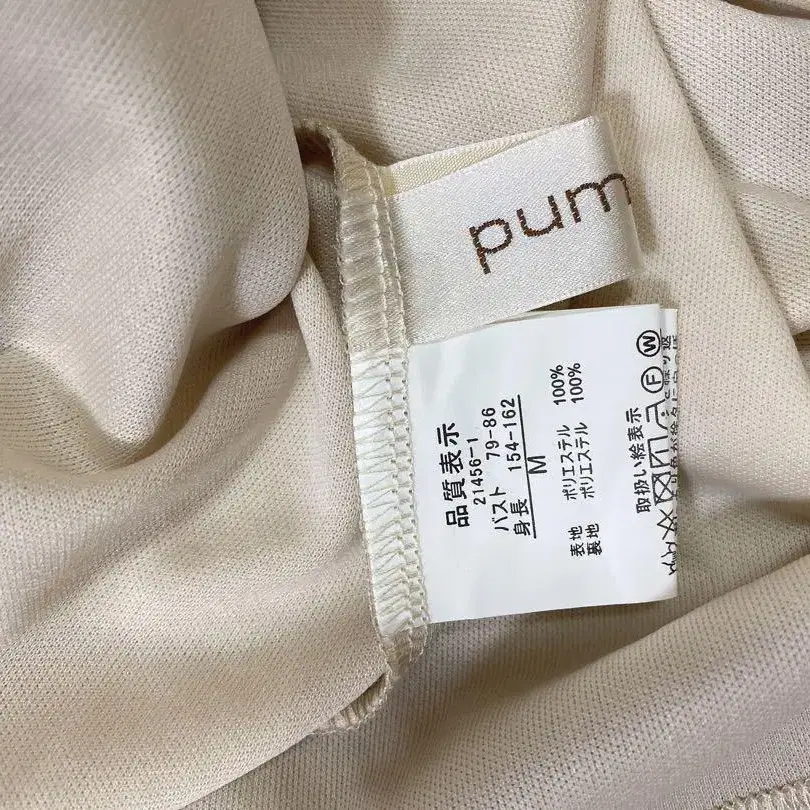 pum
品質表示
21456-1
バスト 79-86
身長 154-162
M
表地 ポリエステル 100%
裏地 ポリエステル 100%
取扱い絵表示
F W